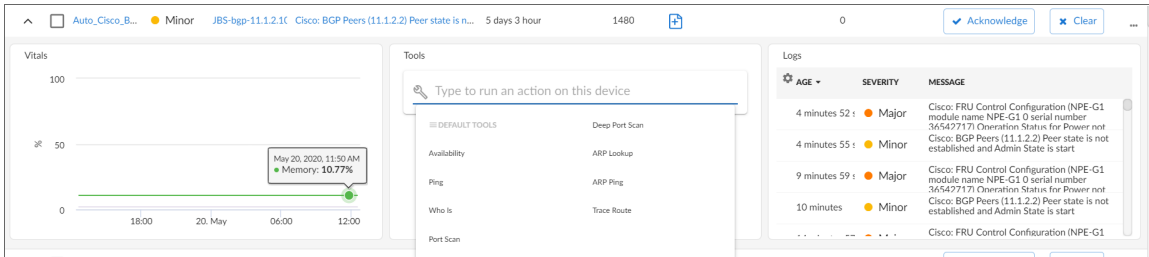 Auto_Cisco_B... Minor JBS-bgp-11.1.2.1( Cisco: BGP Peers (11.1.2.2) Peer state is n... 5 days 3 hour 1480 0 Acknowledge Clear ...
Vitals
100
%
50
0
May 20, 2020, 11:50 AM
Memory: 10.77%
18:00 20. May 06:00 12:00
Tools
Type to run an action on this device
DEFAULT TOOLS Deep Port Scan
Availability ARP Lookup
Ping ARP Ping
Who Is Trace Route
Port Scan
Logs
AGE SEVERITY MESSAGE
4 minutes 52 s Major Cisco: FRU Control Configuration (NPE-G1
module name NPE-G1 0 serial number
36542717) Operation Status for Power not
4 minutes 55 s Minor Cisco: BGP Peers (11.1.2.2) Peer state is not
established and Admin State is start
9 minutes 59 s Major Cisco: FRU Control Configuration (NPE-G1
module name NPE-G1 0 serial number
36542717) Operation Status for Power not
10 minutes Minor Cisco: BGP Peers (11.1.2.2) Peer state is not
established and Admin State is start
Cisco: FRU Control Configuration (NPE-G1